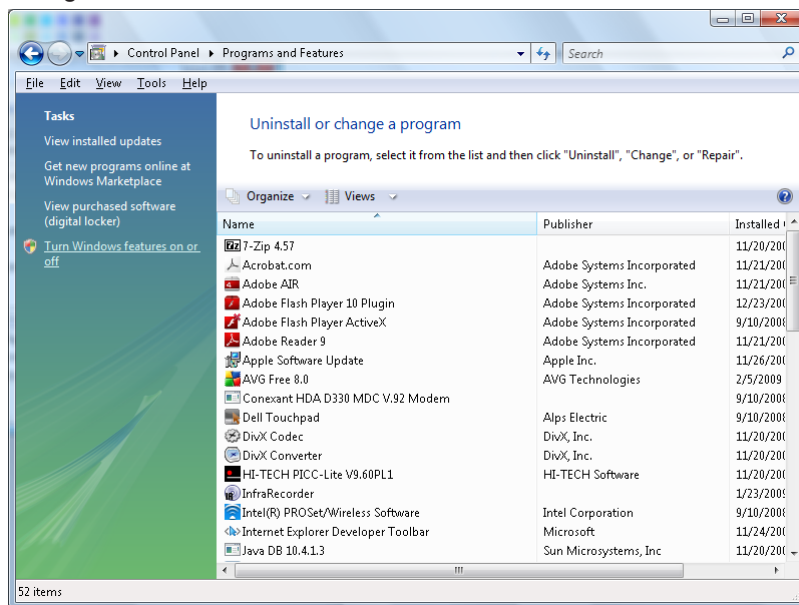 Control Panel ▸ Programs and Features
Search
File Edit View Tools Help
Tasks
View installed updates
Get new programs online at
Windows Marketplace
View purchased software
(digital locker)
Turn Windows features on or
off
Uninstall or change a program
To uninstall a program, select it from the list and then click "Uninstall", "Change", or "Repair".
Organize Views
Name Publisher Installed
7-Zip 4.57 11/20/200
Acrobat.com Adobe Systems Incorporated 11/21/200
Adobe AIR Adobe Systems Inc. 11/21/200
Adobe Flash Player 10 Plugin Adobe Systems Incorporated 12/23/200
Adobe Flash Player ActiveX Adobe Systems Incorporated 9/10/2008
Adobe Reader 9 Adobe Systems Incorporated 11/21/200
Apple Software Update Apple Inc. 11/26/200
AVG Free 8.0 AVG Technologies 2/5/2009
Conexant HDA D330 MDC V.92 Modem 9/10/2008
Dell Touchpad Alps Electric 9/10/2008
DivX Codec DivX, Inc. 11/20/200
DivX Converter DivX, Inc. 11/20/200
HI-TECH PICC-Lite V9.60PL1 HI-TECH Software 11/20/200
InfraRecorder 1/23/2009
Intel(R) PROSet/Wireless Software Intel Corporation 9/10/2008
Internet Explorer Developer Toolbar Microsoft 11/24/200
Java DB 10.4.1.3 Sun Microsystems, Inc 11/20/200
52 items